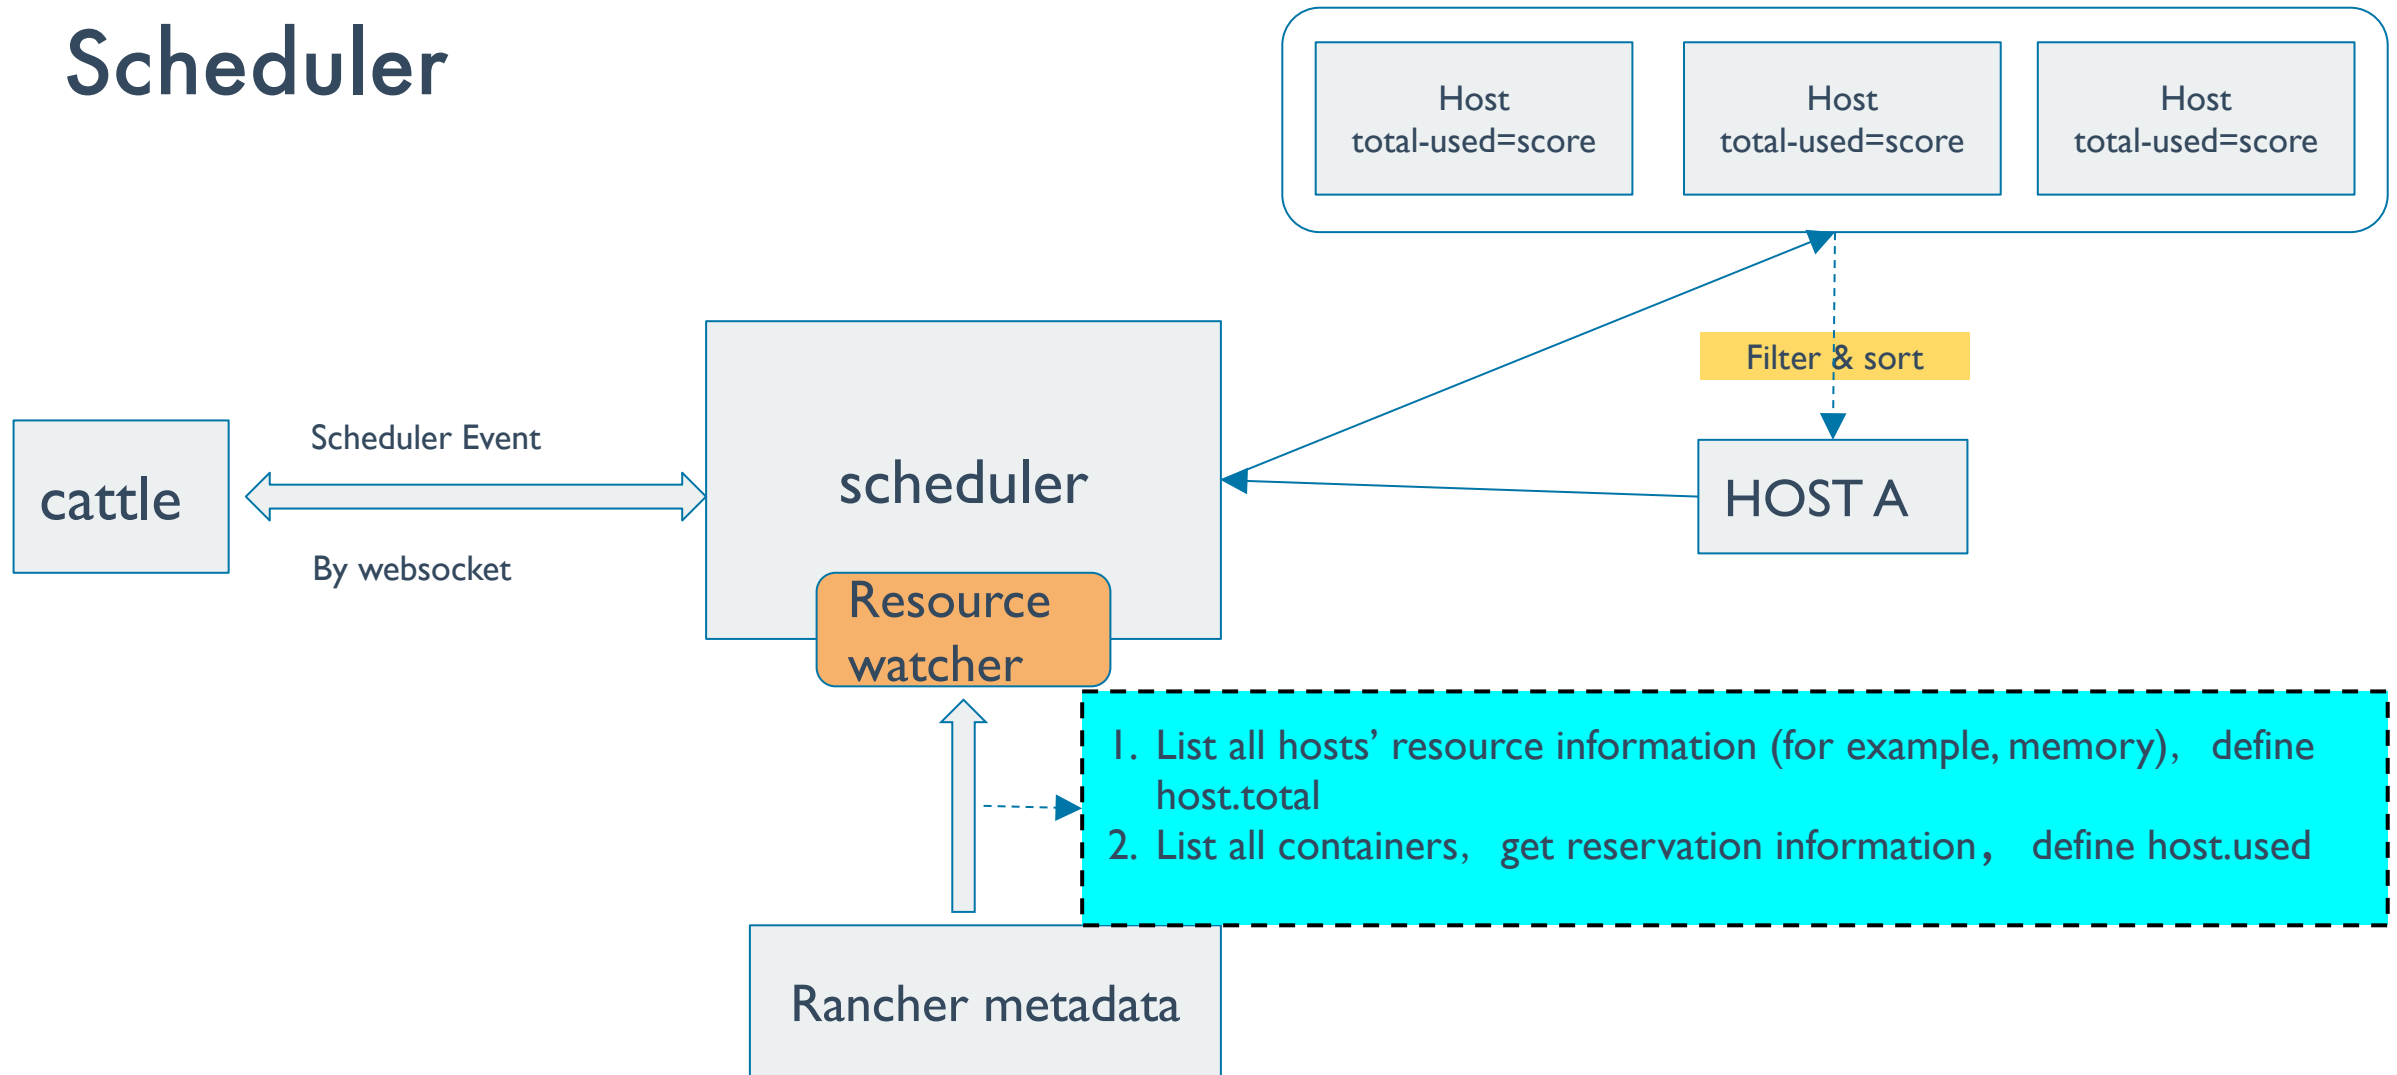 Scheduler
Host
total-used=score
Host
total-used=score
Host
total-used=score
Filter & sort
cattle
Scheduler Event
By websocket
scheduler
HOST A
Resource
watcher
1. List all hosts’ resource information (for example, memory)， define
host.total
2. List all containers， get reservation information， define host.used
Rancher metadata